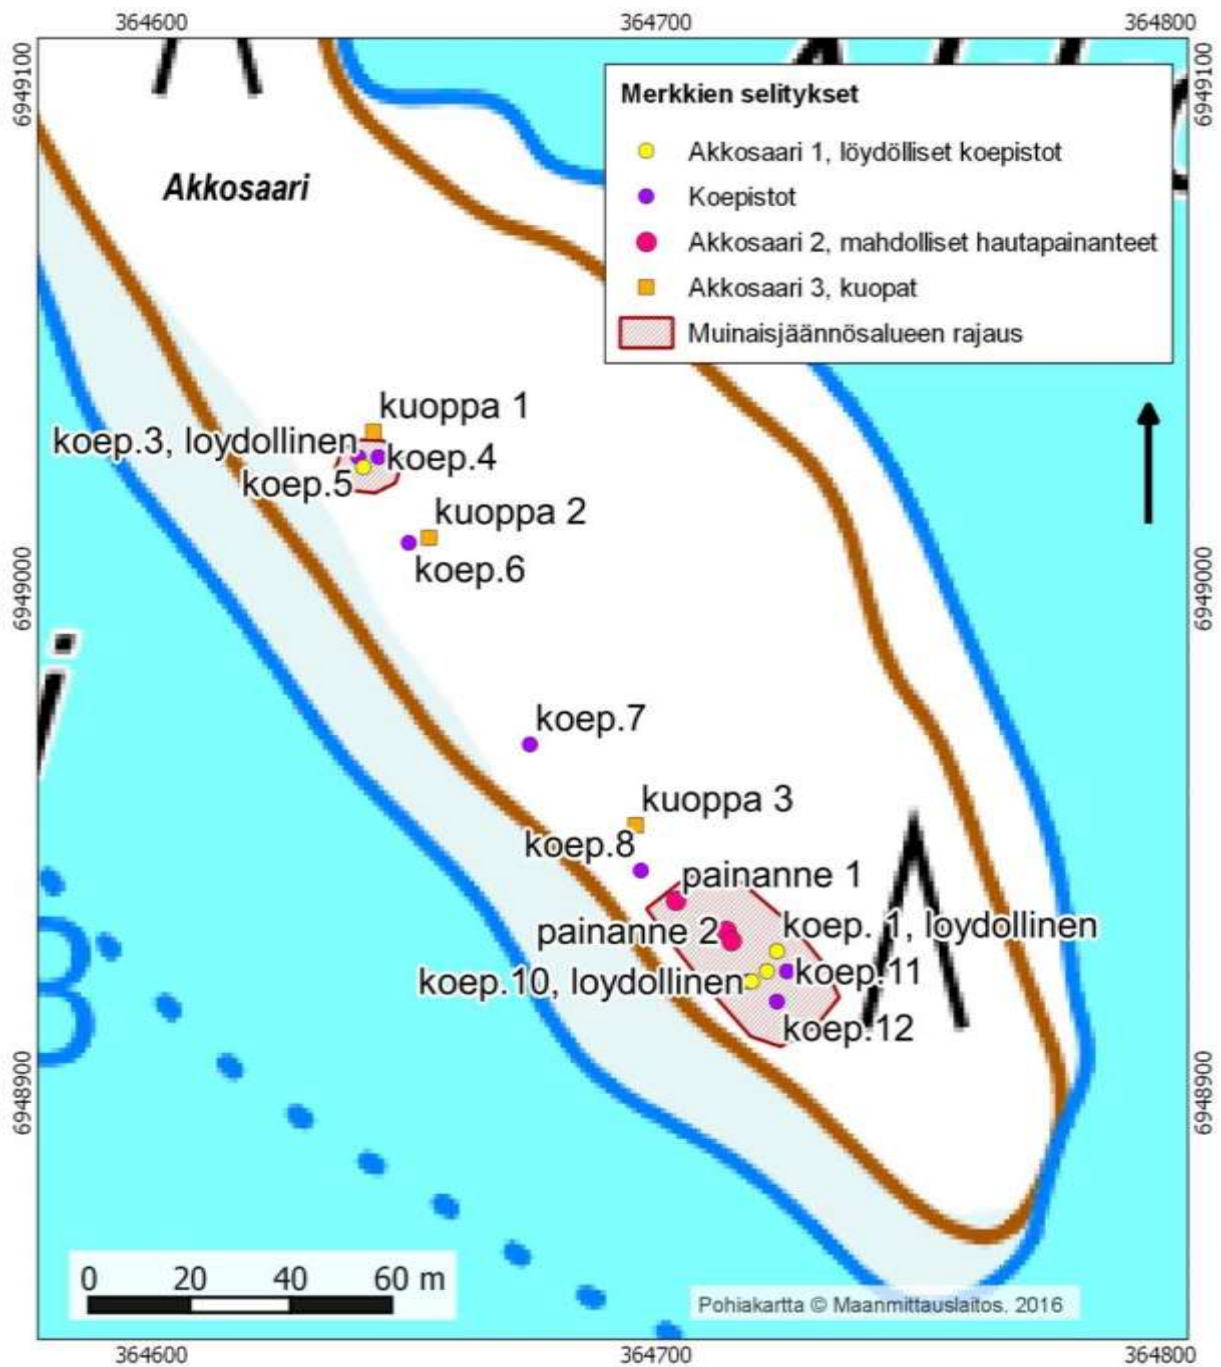 364600 364700 364800
6949100
6949100
Merkkien selitykset
Akkosaari 1, löydölliset koepistot
Koepistot
Akkosaari 2, mahdolliset hautapainanteet
Akkosaari 3, kuopat
Muinaisjäännösalueen rajaus
Akkosaari
kuoppa 1
koep.3, loydollinen
koep.4
koep.5
kuoppa 2
koep.6
6949000
6949000
koep.7
kuoppa 3
koep.8
painanne 1
koep. 1, loydollinen
painanne 2
koep.11
koep.10, loydollinen
koep.12
6948900
6948900
0 20 40 60 m
Pohjakartta © Maanmittauslaitos. 2016
364600 364700 364800